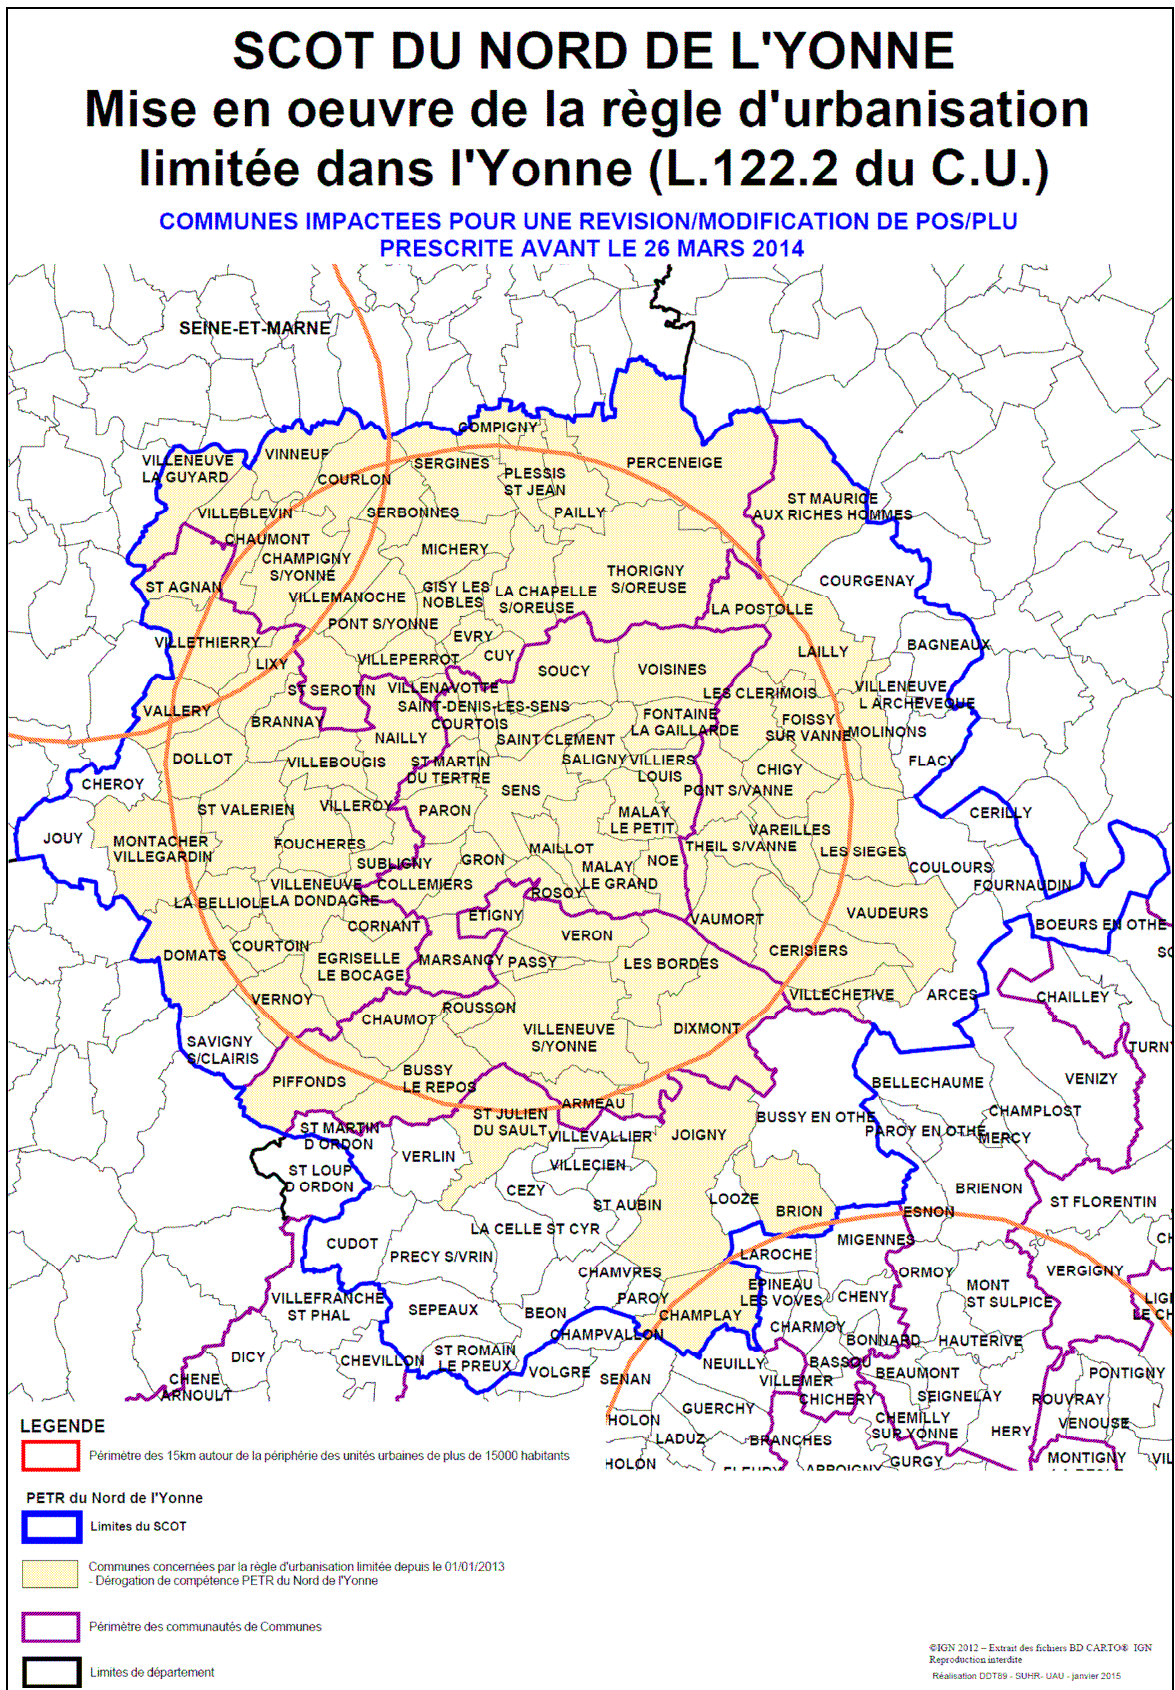 SCOT DU NORD DE L'YONNE
Mise en oeuvre de la règle d'urbanisation
limitée dans l'Yonne (L.122.2 du C.U.)
COMMUNES IMPACTEES POUR UNE REVISION/MODIFICATION DE POS/PLU
PRESCRITE AVANT LE 26 MARS 2014
SEINE-ET-MARNE
COMPIGNY
VINNEUF
VILLENEUVE
LA GUYARD
COURLON
SERGINES
PLESSIS
ST JEAN
PERCENEIGE
ST MAURICE
AUX RICHES HOMMES
VILLEBLEVIN
SERBONNES
PAILLY
CHAUMONT
CHAMPIGNY
S/YONNE
MICHERY
ST AGNAN
VILLEMANOCHE
GISY LES
NOBLES
LA CHAPELLE
S/OREUSE
THORIGNY
S/OREUSE
COURGENAY
LA POSTOLLE
PONT S/YONNE
EVRY
CUY
VILLETHIERRY
LIXY
VILLEPERROT
SOUCY
VOISINES
LAILLY
BAGNEAUX
ST SEROTIN
VILLENAVOTTE
SAINT-DENIS-LES-SENS
COURTOIS
LES CLERIMOIS
VILLENEUVE
L ARCHEVEQUE
VALLERY
BRANNAY
NAILLY
SAINT CLEMENT
FONTAINE
LA GAILLARDE
FOISSY
SUR VANNE
MOLINONS
FLACY
DOLLOT
VILLEBOGIS
ST MARTIN
DU TERTRE
SALIGNY
VILLIERS
LOUIS
CHIGY
CHEROY
SENS
PONT S/VANNE
ST VALERIEN
VILLEROY
PARON
MALAY
LE PETIT
CERILLY
JOUY
MONTACHER
VILLEGARDIN
FOUCHERES
SUBLIGNY
GRON
MAILLOT
NOE
VAREILLES
THEIL S/VANNE
LES SIEGES
MALAY
LE GRAND
COULOURS
FOURNAUDIN
LA BELLIOLE
VILLENEUVE
LA DONDAGRE
COLLEMIERS
ROSOY
ETIGNY
VAUMORT
VAUDEURS
BOEURS EN OTHE
CORNANT
VERON
DOMATS
COURTOIN
EGRISELLE
LE BOCAGE
MARSANGY
PASSY
LES BORDES
CERISIERS
VERNOY
CHAUMOT
ROUSSON
VILLECHETIVE
ARCES
CHAILLEY
SAVIGNY
S/CLAIRIS
VILLENEUVE
S/YONNE
DIXMONT
TURNY
PIFFONDS
BUSSY
LE REPOS
BELLECHAUME
VENIZY
ARMEAU
ST JULIEN
DU SAULT
VILLEVALLIER
JOIGNY
BUSSY EN OTHE
CHAMPLOST
PAROY EN OTHE
MERCY
ST MARTIN
D ORDON
VERLIN
VILLECIEN
ST LOUP
D ORDON
CEZY
ST AUBIN
LOOZE
BRION
BRIENON
ST FLORENTIN
ESNON
LA CELLE ST CYR
CUDOT
PRECY S/VRIN
LAROCHE
MIGENNES
CHAMVRES
ORMOY
VERGIGNY
EPINEAU
LES VOVES
CHENY
MONT
ST SULPICE
VILLEFRANCHE
ST PHAL
SEPEAUX
BEON
PAROY
CHAMPLAY
CHARMOY
CHAMPVALLON
BONNARD
HAUTERIVE
DICY
CHEVILLON
ST ROMAIN
LE PREUX
VOLGRE
SENAN
NEUILLY
VILLEMER
BASSOU
BEAUMONT
PONTIGNY
CHENE
ARNOULT
CHICHERY
SEIGNELAY
ROUVRAY
GUERCHY
CHEMILLY
SUR YONNE
HERY
VENOUSE
HOLON
LADUZ
BRANCHES
GURGY
MONTIGNY
HOLON
LEGENDE
Périmètre des 15km autour de la périphérie des unités urbaines de plus de 15000 habitants
PETR du Nord de l'Yonne
Limites du SCOT
Communes concernées par la règle d'urbanisation limitée depuis le 01/01/2013
- Dérogation de compétence PETR du Nord de l'Yonne
Périmètre des communautés de Communes
Limites de département
©IGN 2012 – Extrait des fichiers BD CARTO® IGN
Reproduction interdite
Réalisation DDT89 - SUHR- UAU - janvier 2015